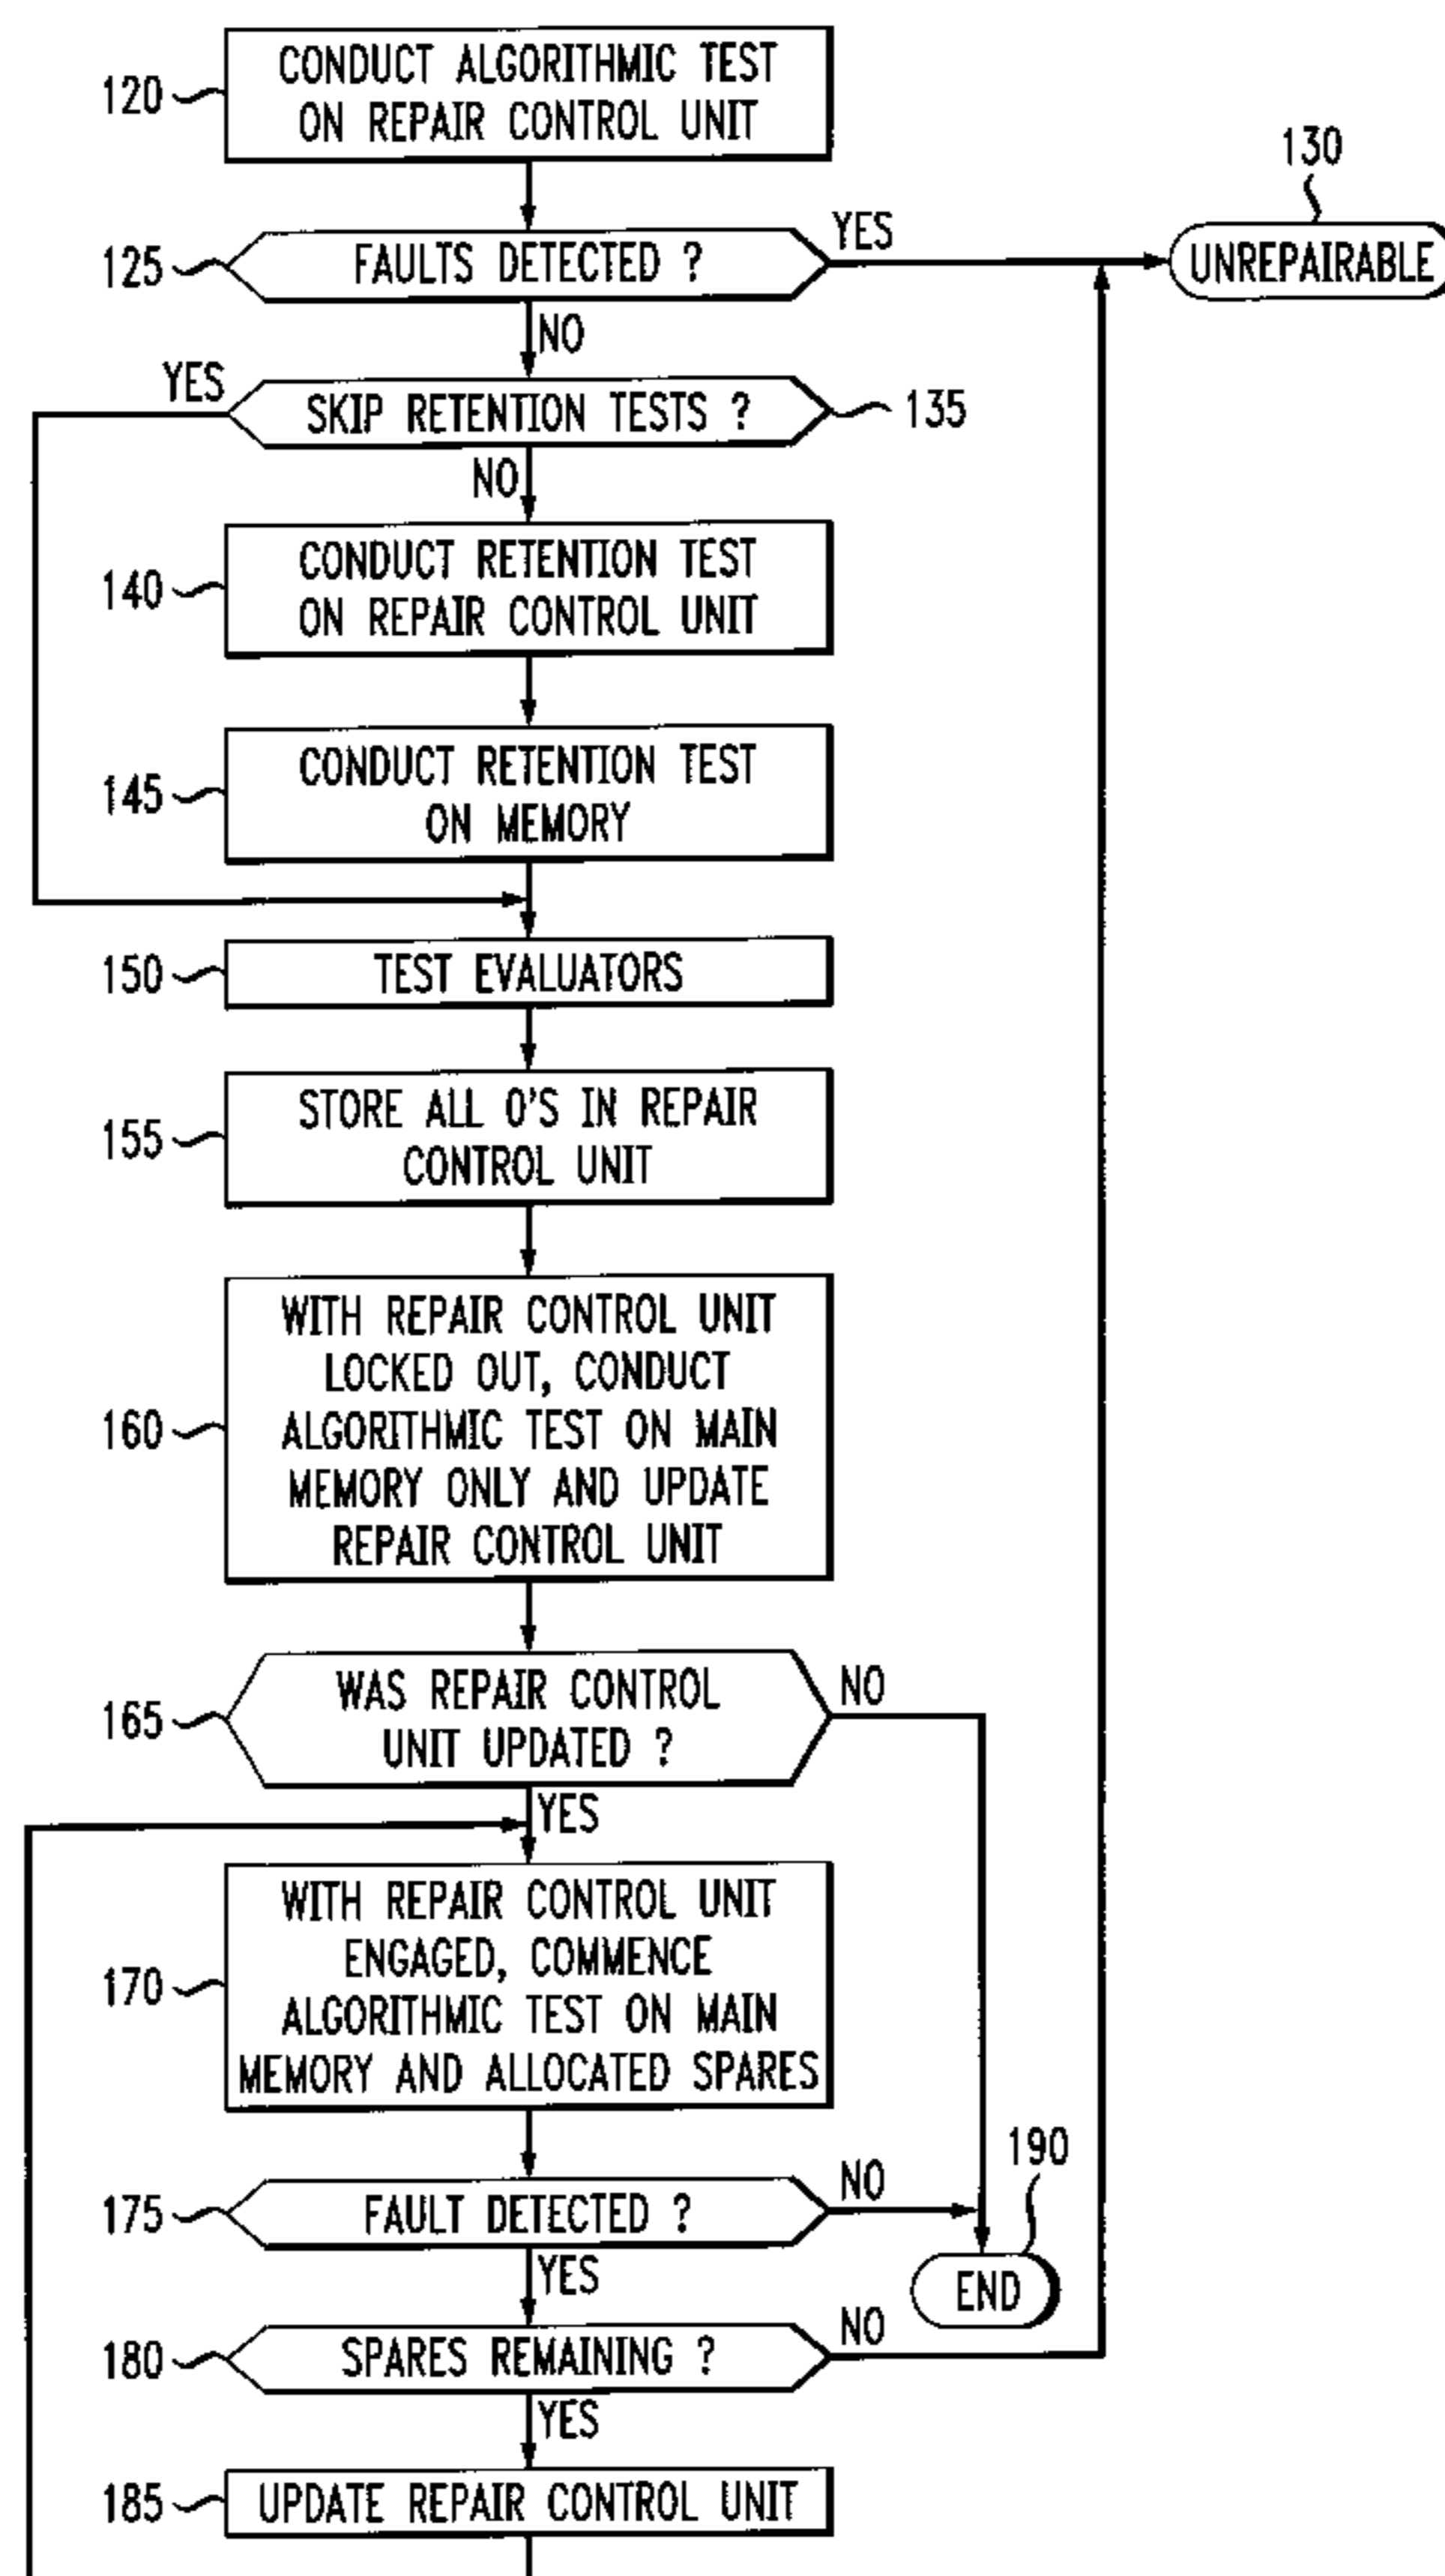 120
CONDUCT ALGORITHMIC TEST
ON REPAIR CONTROL UNIT
130
125
FAULTS DETECTED ?
YES
UNREPAIRABLE
NO
YES
SKIP RETENTION TESTS ?
135
NO
140
CONDUCT RETENTION TEST
ON REPAIR CONTROL UNIT
145
CONDUCT RETENTION TEST
ON MEMORY
150
TEST EVALUATORS
155
STORE ALL 0'S IN REPAIR
CONTROL UNIT
160
WITH REPAIR CONTROL UNIT
LOCKED OUT, CONDUCT
ALGORITHMIC TEST ON MAIN
MEMORY ONLY AND UPDATE
REPAIR CONTROL UNIT
165
WAS REPAIR CONTROL
UNIT UPDATED ?
NO
YES
170
WITH REPAIR CONTROL UNIT
ENGAGED, COMMENCE
ALGORITHMIC TEST ON MAIN
MEMORY AND ALLOCATED SPARES
190
175
FAULT DETECTED ?
NO
YES
END
180
SPARES REMAINING ?
NO
YES
185
UPDATE REPAIR CONTROL UNIT